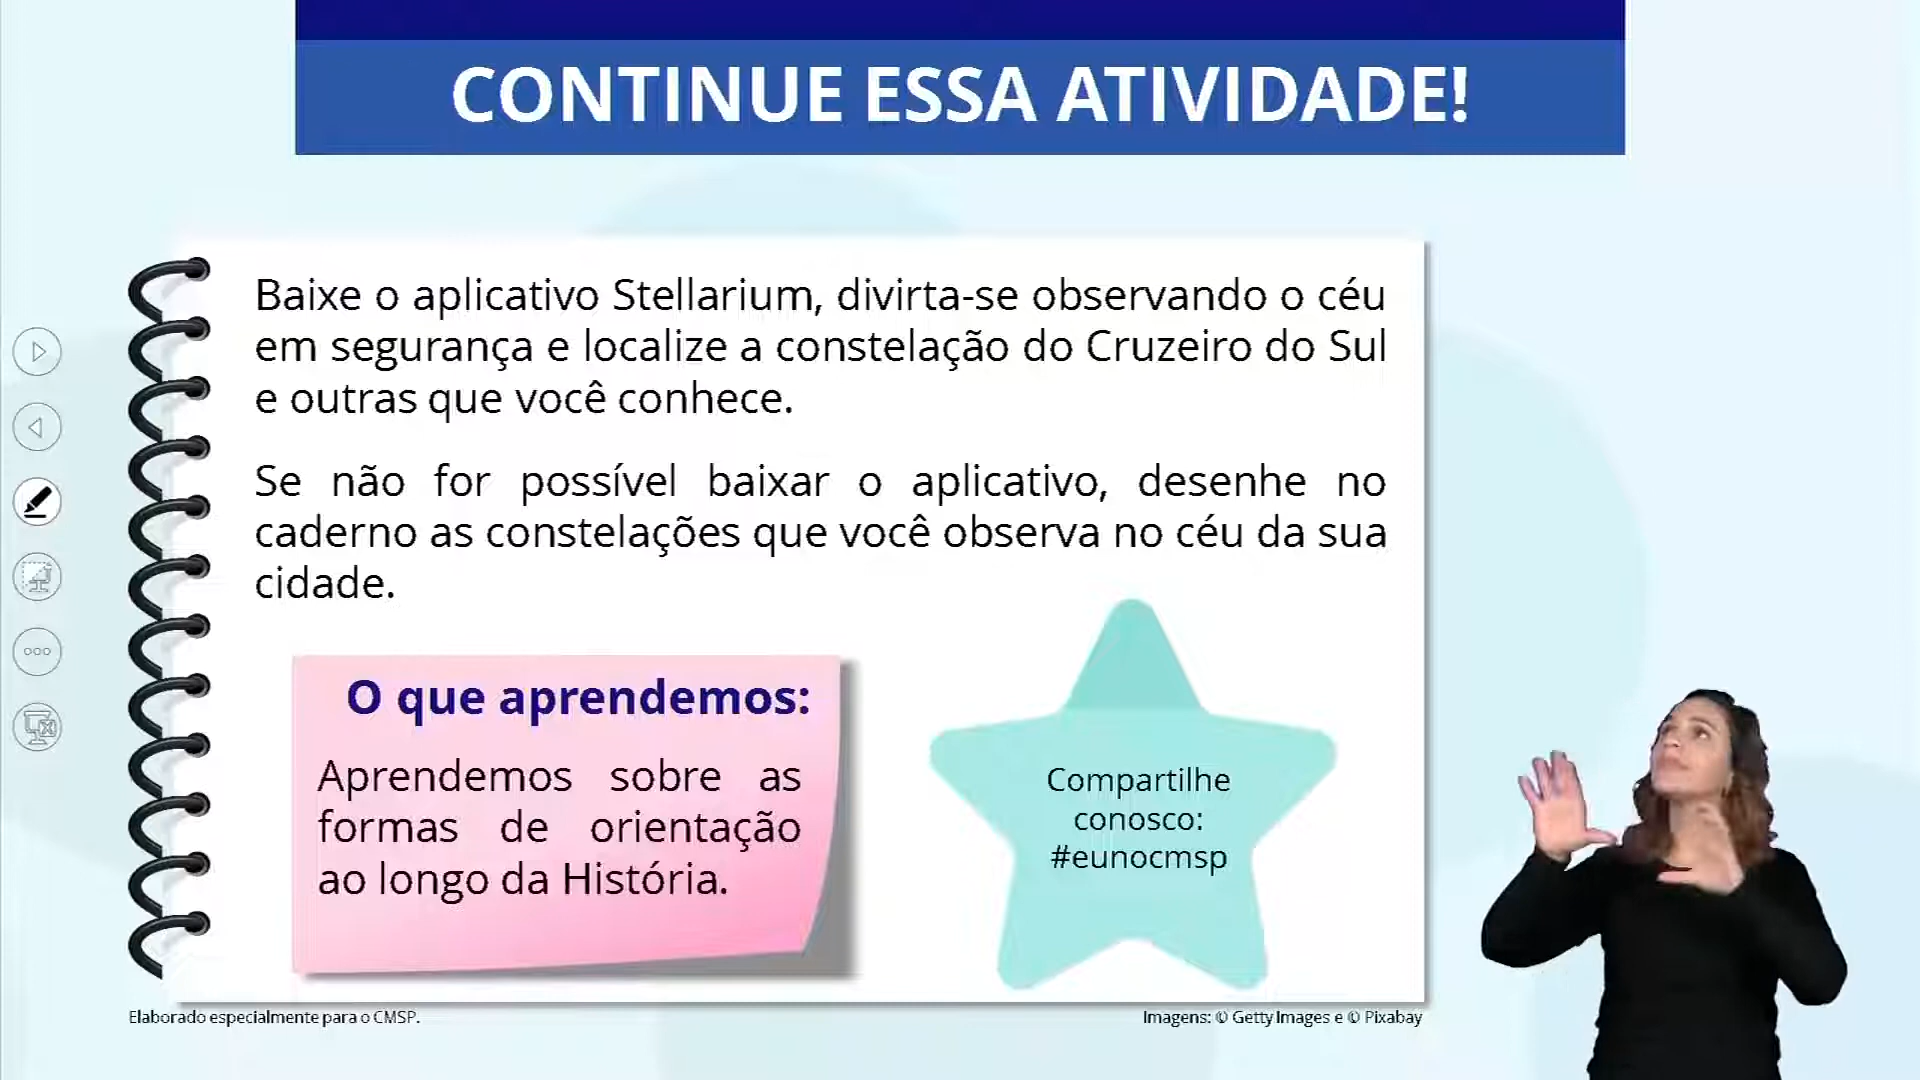 CONTINUE ESSA ATIVIDADE!
Baixe o aplicativo Stellarium, divirta-se observando o céu
em segurança e localize a constelação do Cruzeiro do Sul
e outras que você conhece.
Se não for possível baixar o aplicativo, desenhe no
caderno as constelações que você observa no céu da sua
cidade.
O que aprendemos:
Aprendemos sobre as
formas de orientação
ao longo da História.
Compartilhe
conosco:
#eunocmsp
Elaborado especialmente para o CMSP.
Imagens: © Getty Images e © Pixabay